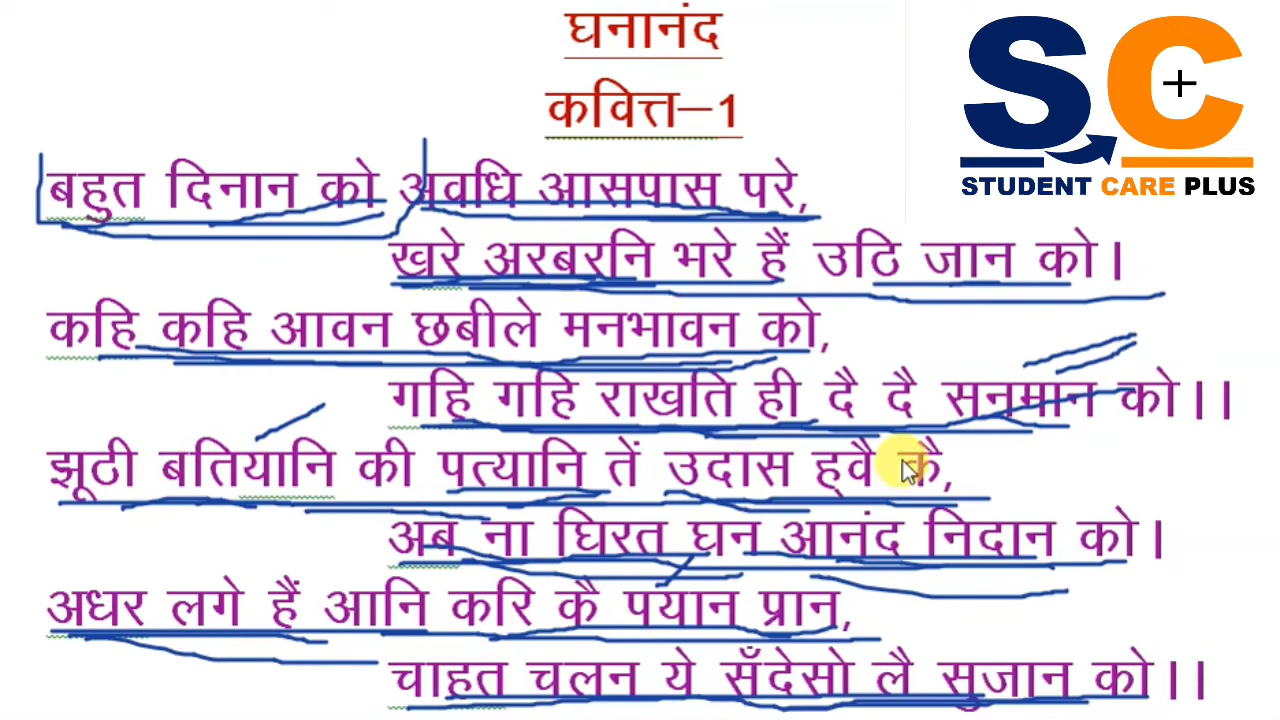 घनानंद
कवित्त–1
SC+
STUDENT CARE PLUS
बहुत दिनान को अवधि आसपास परे,
खरे अरबरनि भरे हैं उठि जान को।
कहि कहि आवन छबीले मनभावन को,
गहि गहि राखति ही दै दै सनमान को।।
झूठी बतियानि की पत्यानि तें उदास ह्वै कै,
अब ना घिरत घन आनंद निदान को।
अधर लगे हैं आनि करि कै पयान प्रान,
चाहत चलन ये सँदेसो लै सुजान को।।